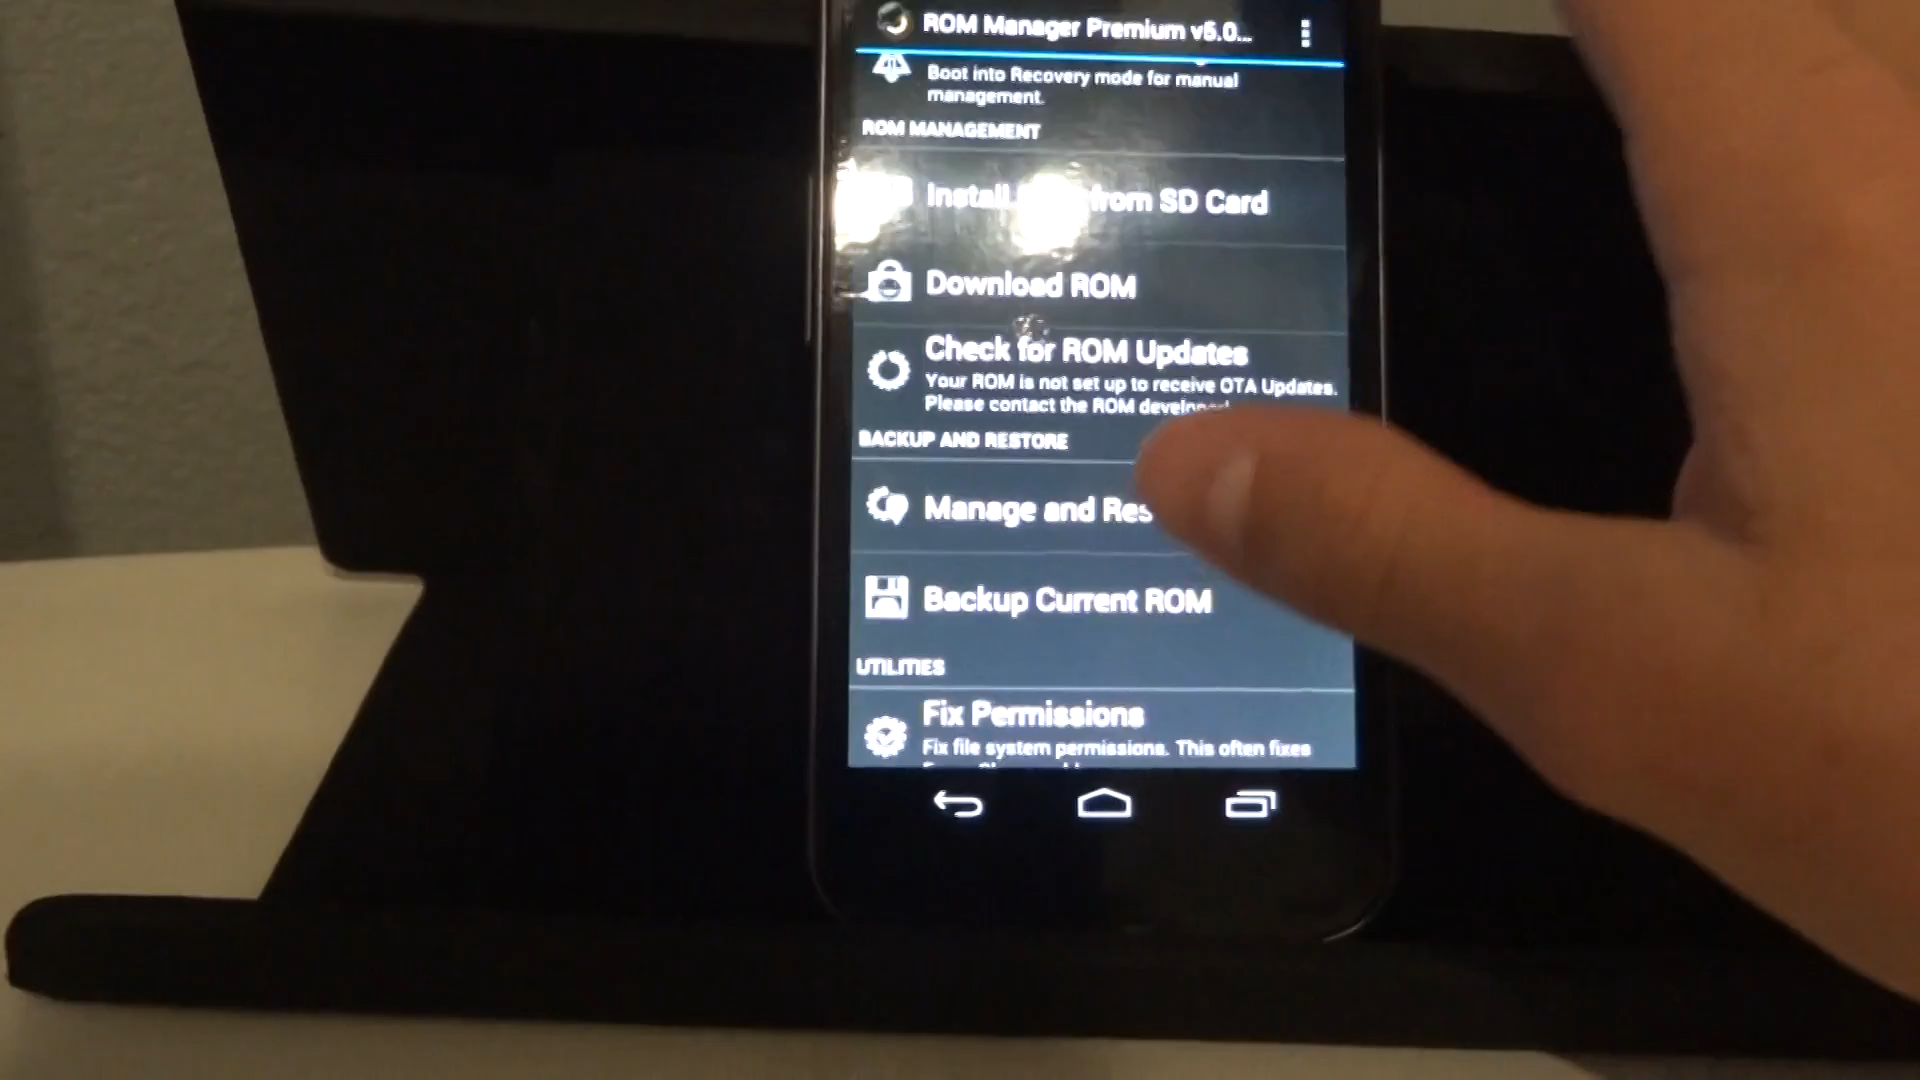 ROM Manager Premium v5.0...
Boot into Recovery mode for manual
management.
ROM MANAGEMENT
Install from SD Card
Download ROM
Check for ROM Updates
Your ROM is not set up to receive OTA Updates.
Please contact the ROM
BACKUP AND RESTORE
Manage and Res
Backup Current ROM
UTILITIES
Fix Permissions
Fix file system permissions. This often fixes